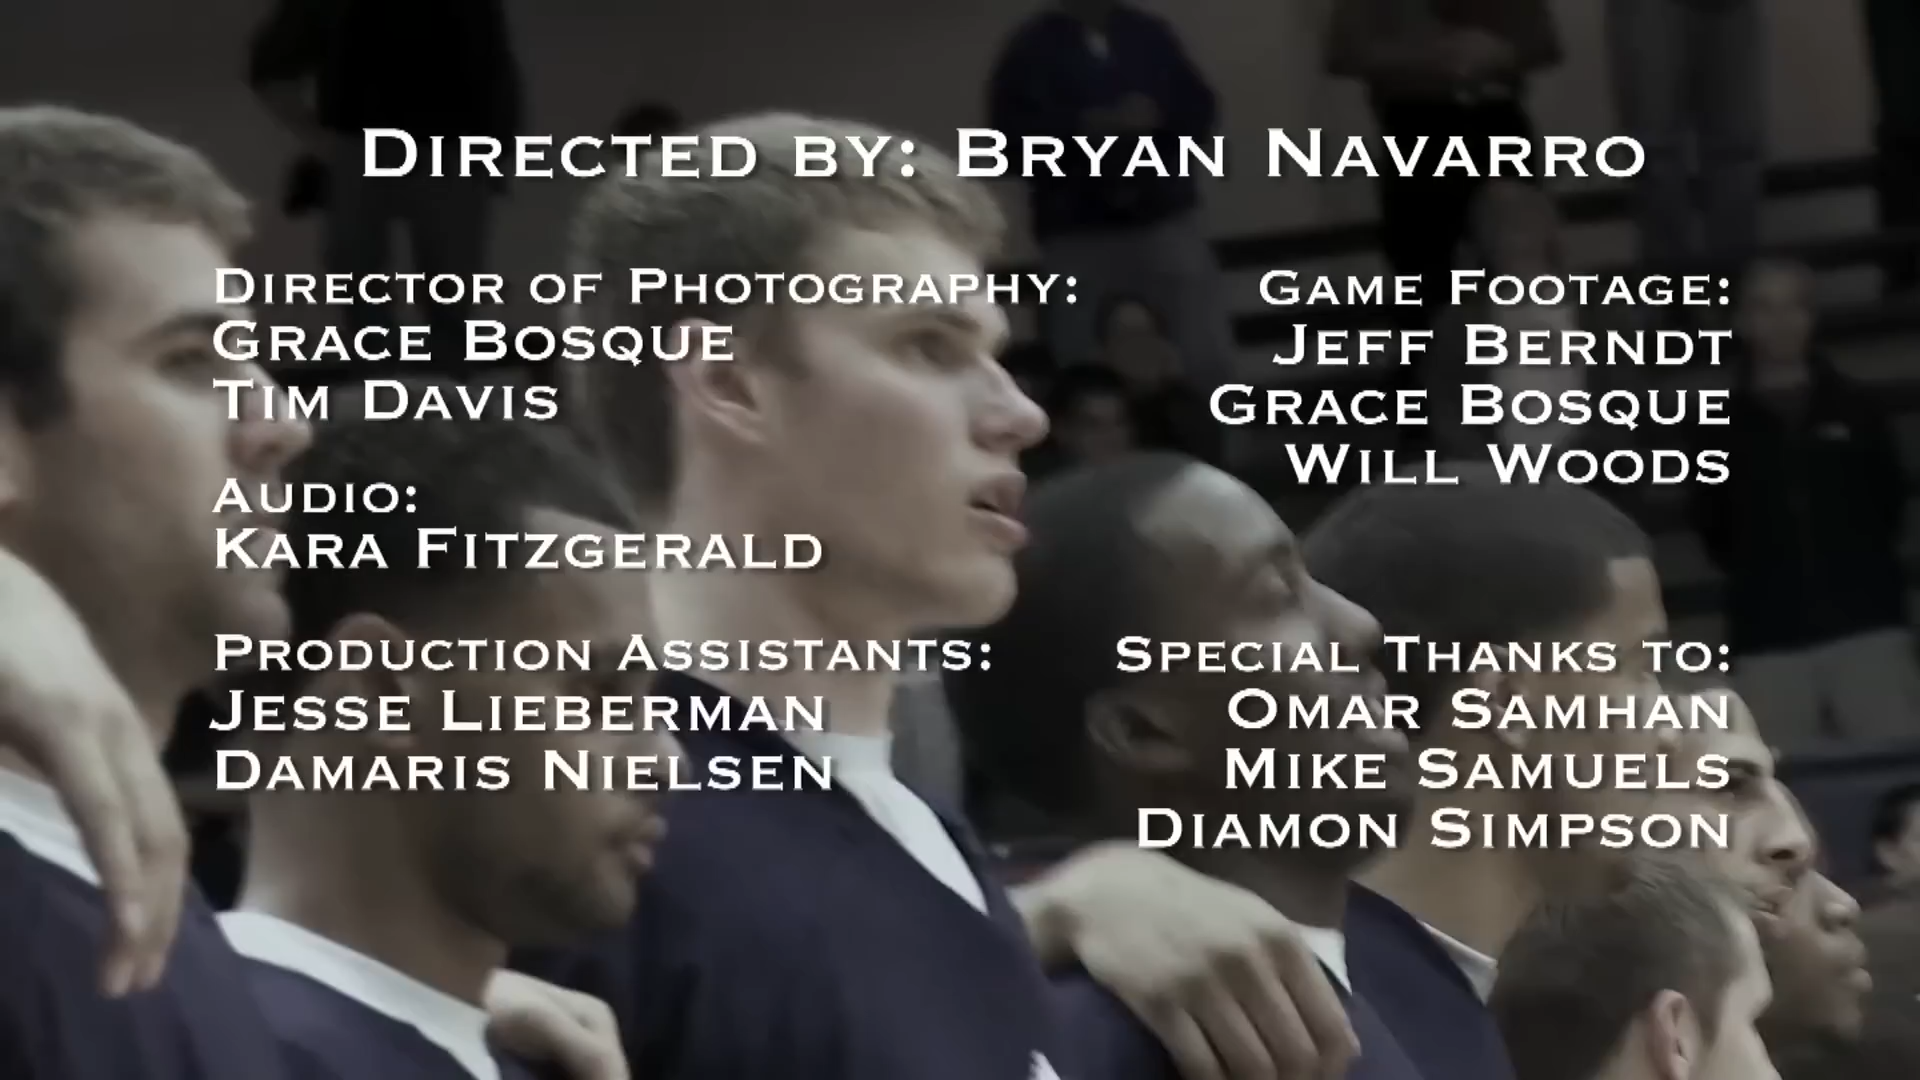 Directed by: Bryan Navarro
Director of Photography:
Grace Bosque
Tim Davis
Audio:
Kara Fitzgerald
Production Assistants:
Jesse Lieberman
Damaris Nielsen
Game Footage:
Jeff Berndt
Grace Bosque
Will Woods
Special Thanks to:
Omar Samhan
Mike Samuels
Diamon Simpson